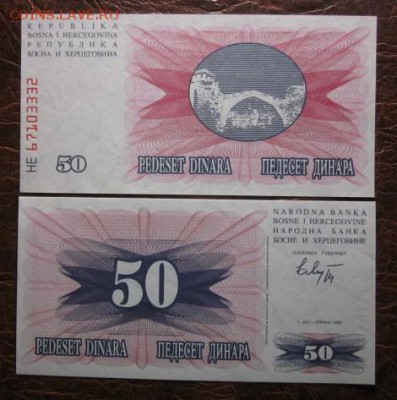 COINS.LAVE.RU
REPUBLIKA
BOSNA I HERCEGOVINA
РЕПУБЛИКА
БОСНА И ХЕРЦЕГОВИНА
HE 67103332
50
PEDESET DINARA
ПЕДЕСЕТ ДИНАРА
NARODNA BANKA
BOSNE I HERCEGOVINE
НАРОДНА БАНКА
БОСНЕ И ХЕРЦЕГОВИНЕ
50
PEDESET DINARA
ПЕДЕСЕТ ДИНАРА
50